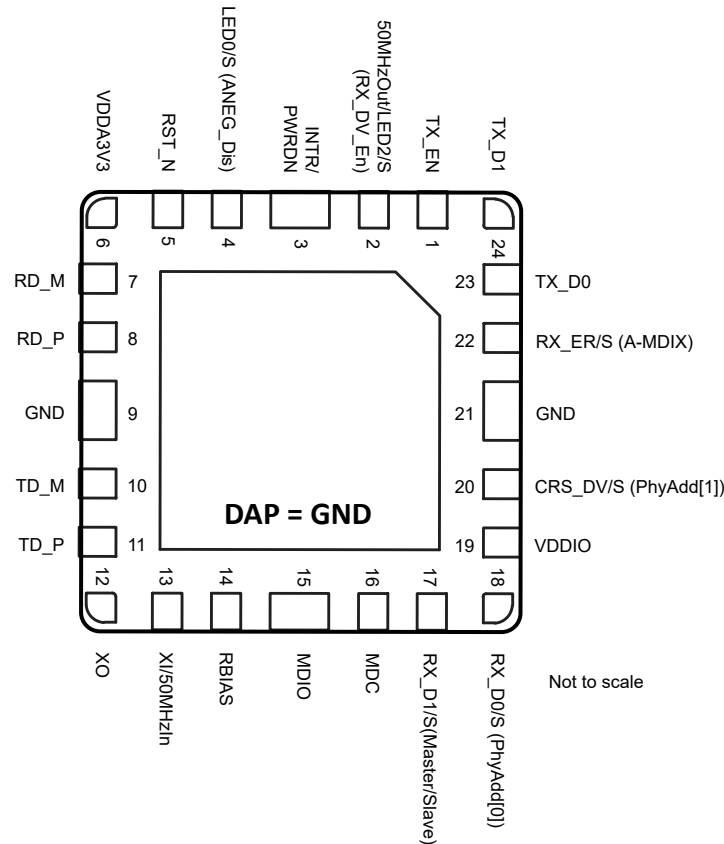 VDDA3V3
RST_N
LED0/S (ANEG_Dis)
INTR/
PWRDN
50MHzOut/LED2/S
(RX_DV_En)
TX_EN
TX_D1
6
5
4
3
2
1
24
RD_M 7
23 TX_D0
RD_P 8
22 RX_ER/S (A-MDIX)
GND 9
21 GND
TD_M 10
20 CRS_DV/S (PhyAdd[1])
DAP = GND
TD_P 11
19 VDDIO
12
13
14
15
16
17
18
XO
XI/50MHzIn
RBIAS
MDIO
MDC
RX_D1/S(Master/Slave)
RX_D0/S (PhyAdd[0])
Not to scale